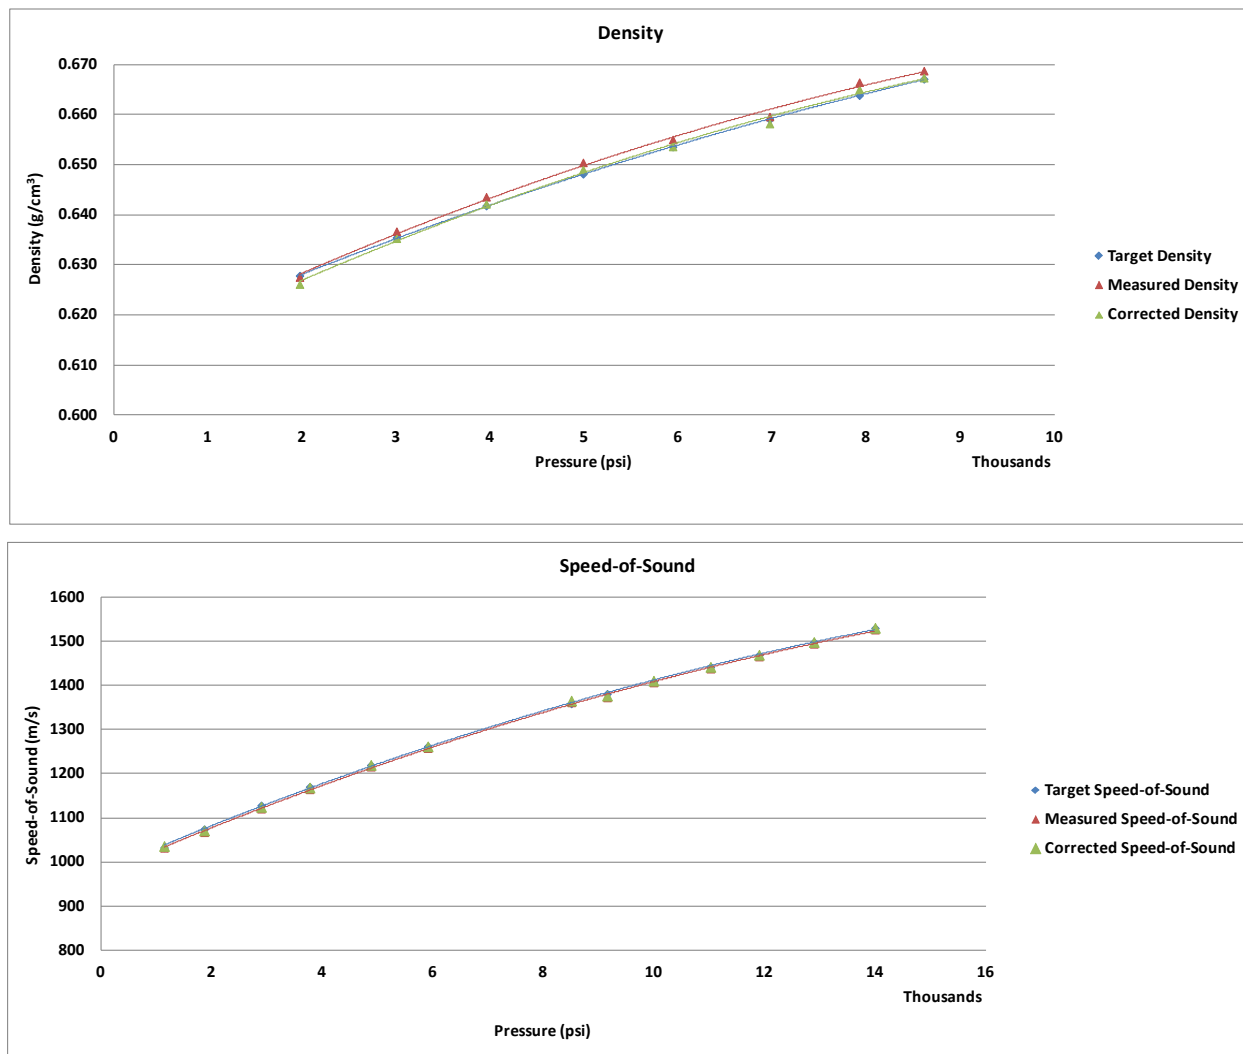 Density
0.670
0.660
0.650
0.640
0.630
0.620
0.610
0.600
Density (g/cm³)
0 1 2 3 4 5 6 7 8 9 10
Pressure (psi)
Thousands
Target Density
Measured Density
Corrected Density
Speed-of-Sound
1600
1500
1400
1300
1200
1100
1000
900
800
Speed-of-Sound (m/s)
0 2 4 6 8 10 12 14 16
Thousands
Pressure (psi)
Target Speed-of-Sound
Measured Speed-of-Sound
Corrected Speed-of-Sound